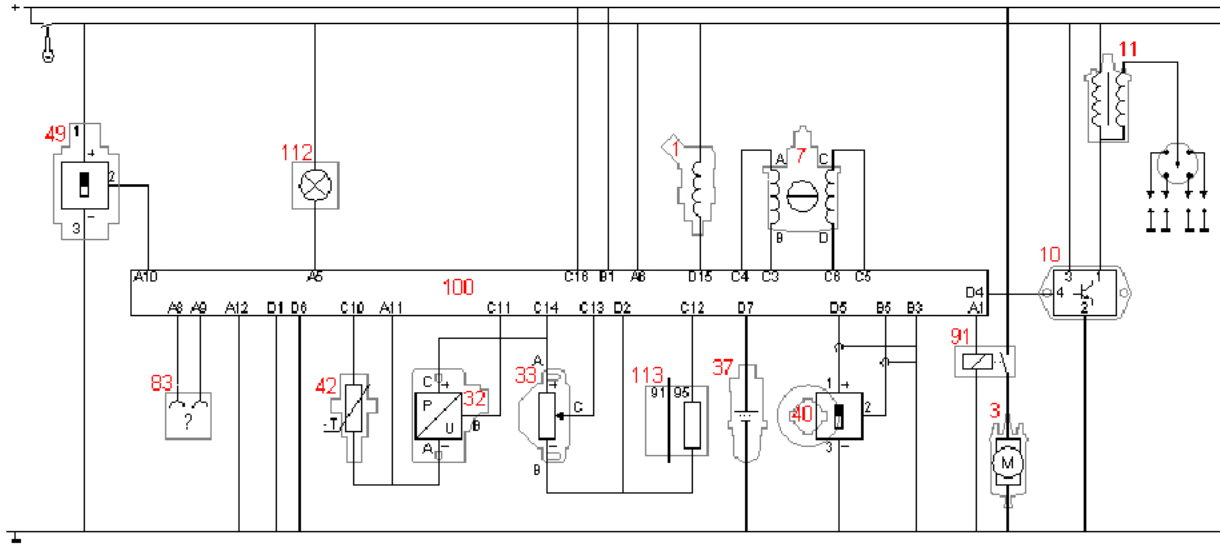 +
11
1
49
+
2
3
−
112
1
A 7 C
B D
10
3 1
4
2
A10 A5 C16 B1 A6 D15 C4 C3 C6 C5
100
D4
A8 A9 A12 D1 D6 C10 A11 C11 C14 C13 D2 C12 D7 D5 B5 B3 A1
91
83
?
42
-T
C +
P
U
32
B
A −
A
33 +
C
−
B
113
91 95
37
1 +
40
2
3 −
3
M